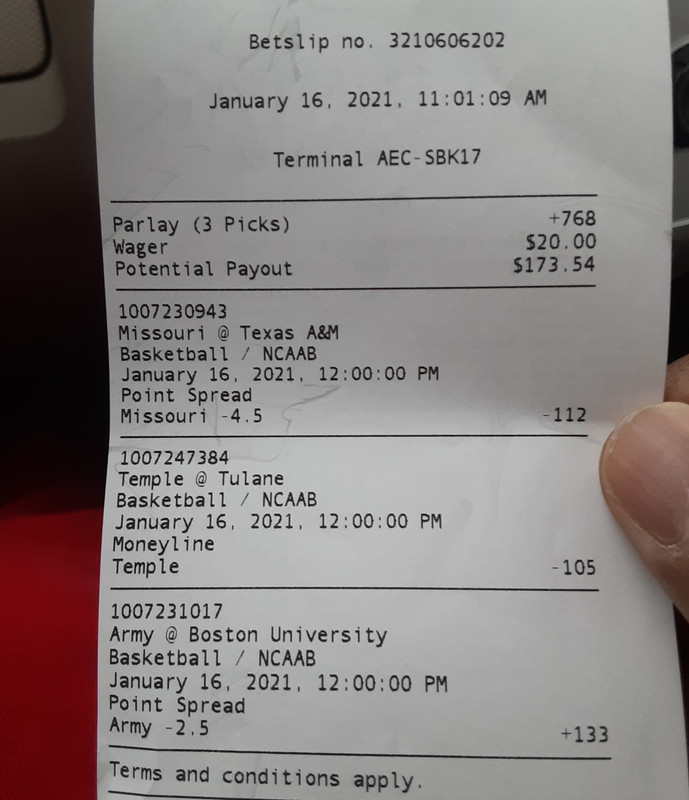 Betslip no. 3210606202
January 16, 2021, 11:01:09 AM
Terminal AEC-SBK17
Parlay (3 Picks) +768
Wager $20.00
Potential Payout $173.54
1007230943
Missouri @ Texas A&M
Basketball / NCAAB
January 16, 2021, 12:00:00 PM
Point Spread
Missouri -4.5 -112
1007247384
Temple @ Tulane
Basketball / NCAAB
January 16, 2021, 12:00:00 PM
Moneyline
Temple -105
1007231017
Army @ Boston University
Basketball / NCAAB
January 16, 2021, 12:00:00 PM
Point Spread
Army -2.5 +133
Terms and conditions apply.